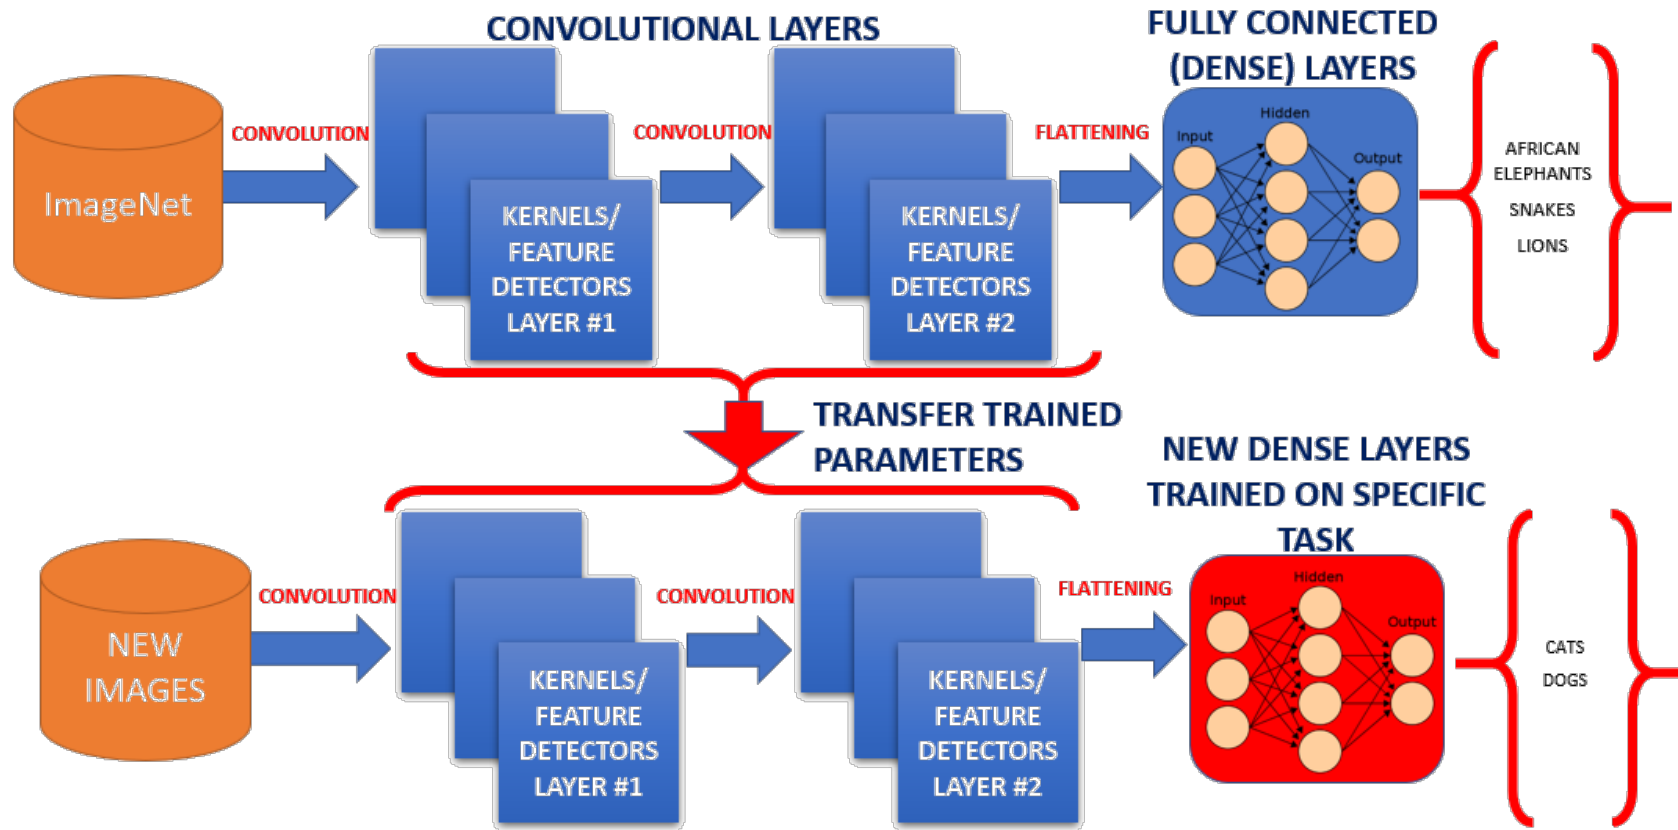 CONVOLUTIONAL LAYERS
FULLY CONNECTED
(DENSE) LAYERS
ImageNet
CONVOLUTION
KERNELS/
FEATURE
DETECTORS
LAYER #1
CONVOLUTION
KERNELS/
FEATURE
DETECTORS
LAYER #2
FLATTENING
Input
Hidden
Output
AFRICAN
ELEPHANTS
SNAKES
LIONS
TRANSFER TRAINED
PARAMETERS
NEW DENSE LAYERS
TRAINED ON SPECIFIC
TASK
NEW
IMAGES
CONVOLUTION
KERNELS/
FEATURE
DETECTORS
LAYER #1
CONVOLUTION
KERNELS/
FEATURE
DETECTORS
LAYER #2
FLATTENING
Input
Hidden
Output
CATS
DOGS